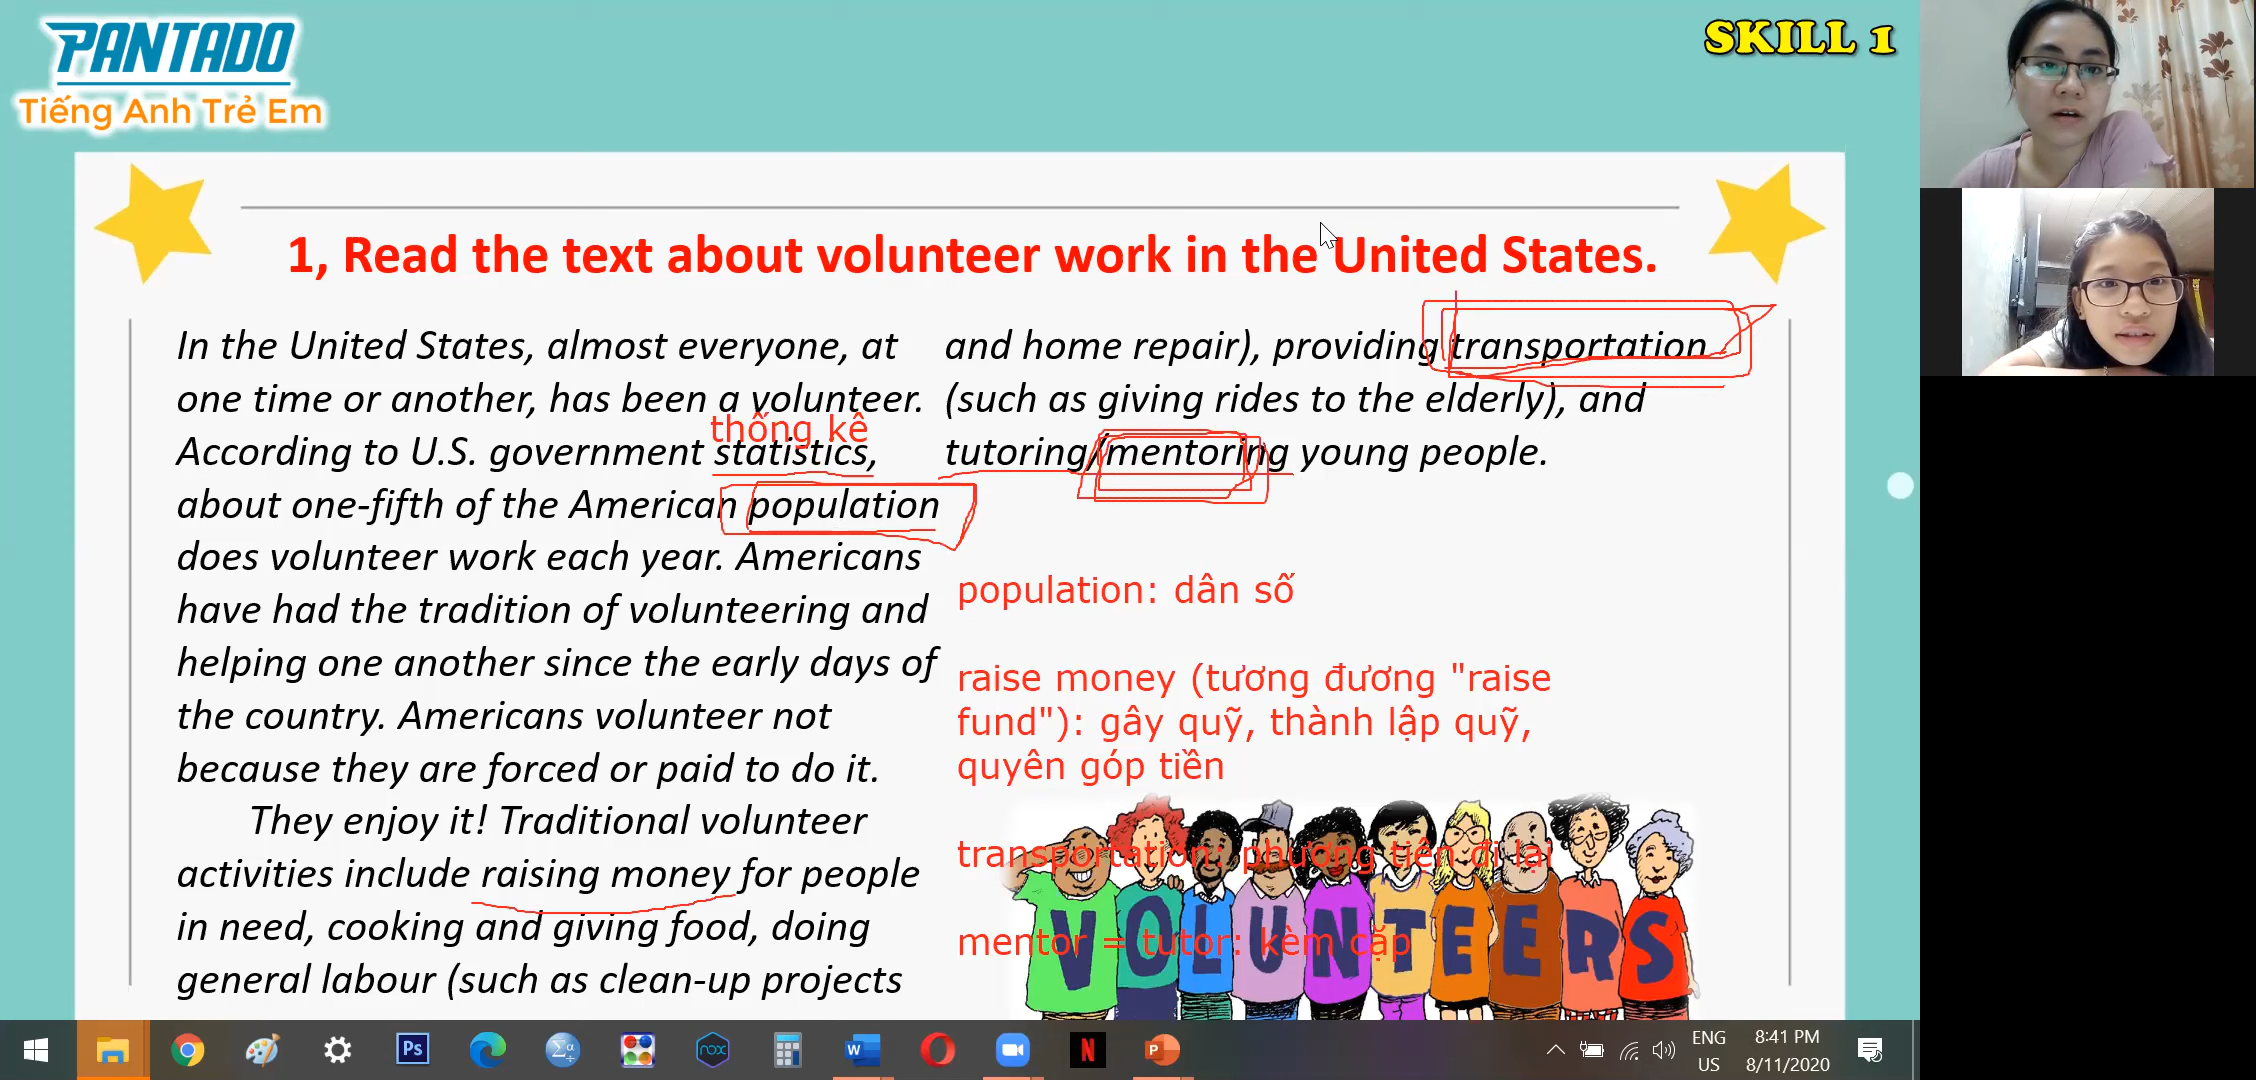 PANTADO
Tiếng Anh Trẻ Em
SKILL 1
1, Read the text about volunteer work in the United States.
In the United States, almost everyone, at
one time or another, has been a volunteer.
thống kê
According to U.S. government statistics,
about one-fifth of the American population
does volunteer work each year. Americans
have had the tradition of volunteering and
helping one another since the early days of
the country. Americans volunteer not
because they are forced or paid to do it.
They enjoy it! Traditional volunteer
activities include raising money for people
in need, cooking and giving food, doing
general labour (such as clean-up projects
and home repair), providing transportation
(such as giving rides to the elderly), and
tutoring/mentoring young people.
population: dân số
raise money (tương đương "raise
fund"): gây quỹ, thành lập quỹ,
quyên góp tiền
transportation: phương tiện đi lại
mentor = tutor: kèm cặp
VOLUNTEERS
Ps
nox
W
N
P
ENG
US
8:41 PM
8/11/2020